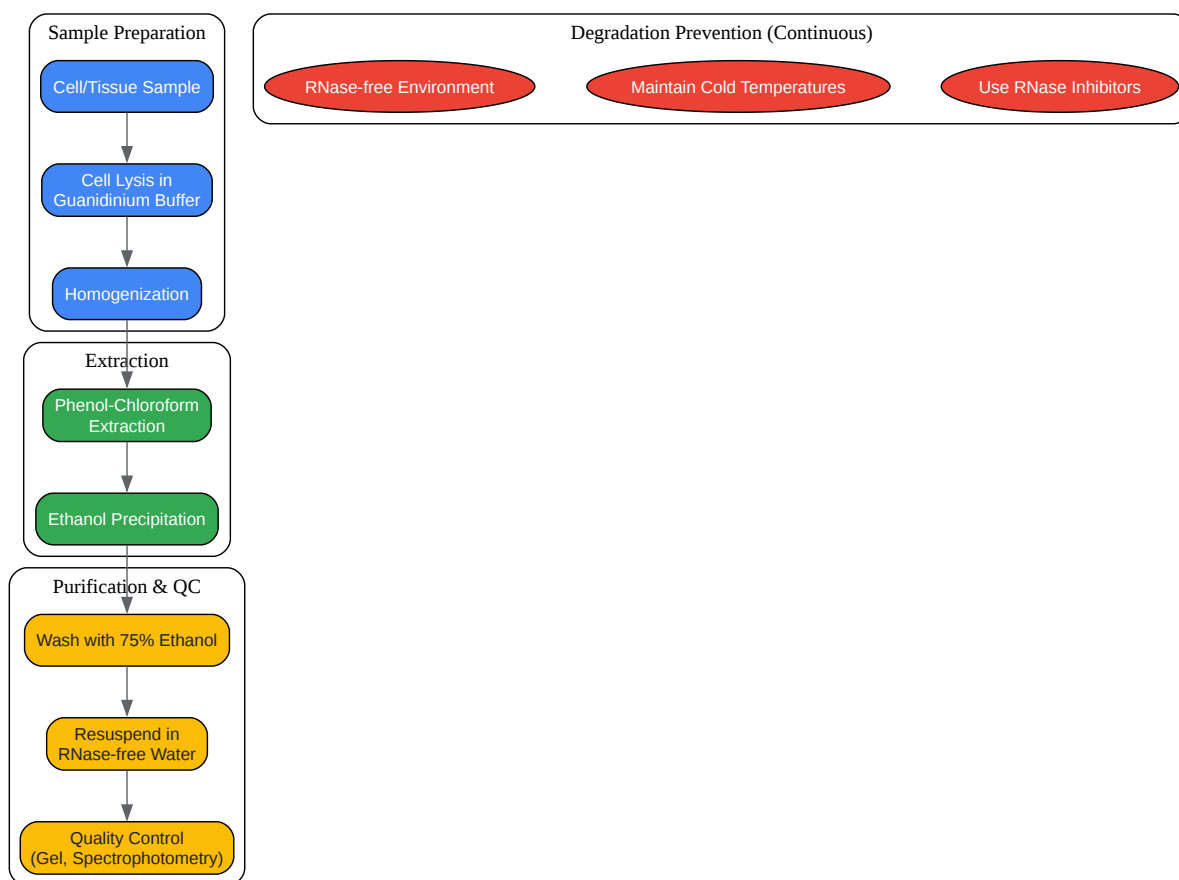 Sample Preparation
Cell/Tissue Sample
Cell Lysis in
Guanidinium Buffer
Homogenization
Extraction
Phenol-Chloroform
Extraction
Ethanol Precipitation
Purification & QC
Wash with 75% Ethanol
Resuspend in
RNase-free Water
Quality Control
(Gel, Spectrophotometry)
Degradation Prevention (Continuous)
RNase-free Environment
Maintain Cold Temperatures
Use RNase Inhibitors